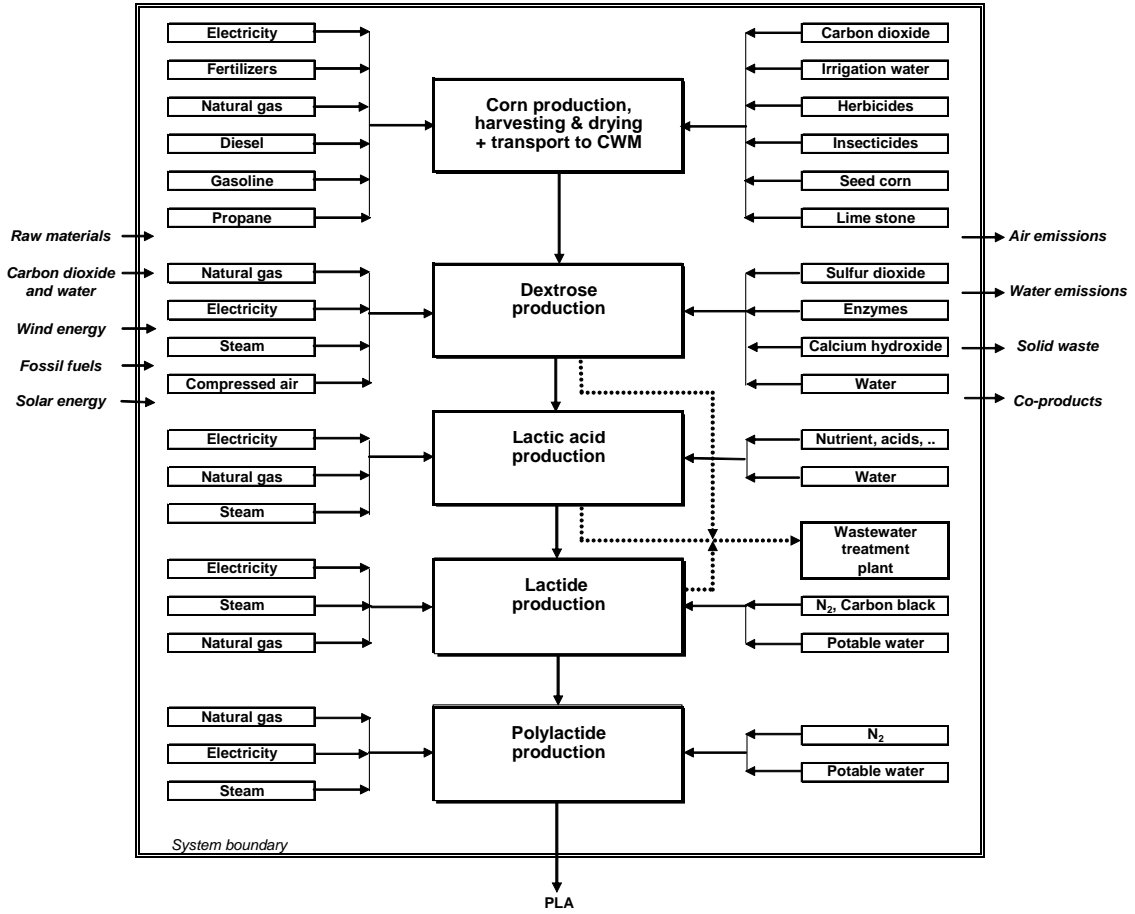 Electricity
Fertilizers
Natural gas
Diesel
Gasoline
Propane
Corn production,
harvesting & drying
+ transport to CWM
Carbon dioxide
Irrigation water
Herbicides
Insecticides
Seed corn
Lime stone
Raw materials
Carbon dioxide
and water
Wind energy
Fossil fuels
Solar energy
Natural gas
Electricity
Steam
Compressed air
Dextrose
production
Sulfur dioxide
Enzymes
Calcium hydroxide
Water
Air emissions
Water emissions
Solid waste
Co-products
Electricity
Natural gas
Steam
Lactic acid
production
Nutrient, acids, ..
Water
Wastewater
treatment
plant
Electricity
Steam
Natural gas
Lactide
production
N₂, Carbon black
Potable water
Natural gas
Electricity
Steam
Polylactide
production
N₂
Potable water
System boundary
PLA